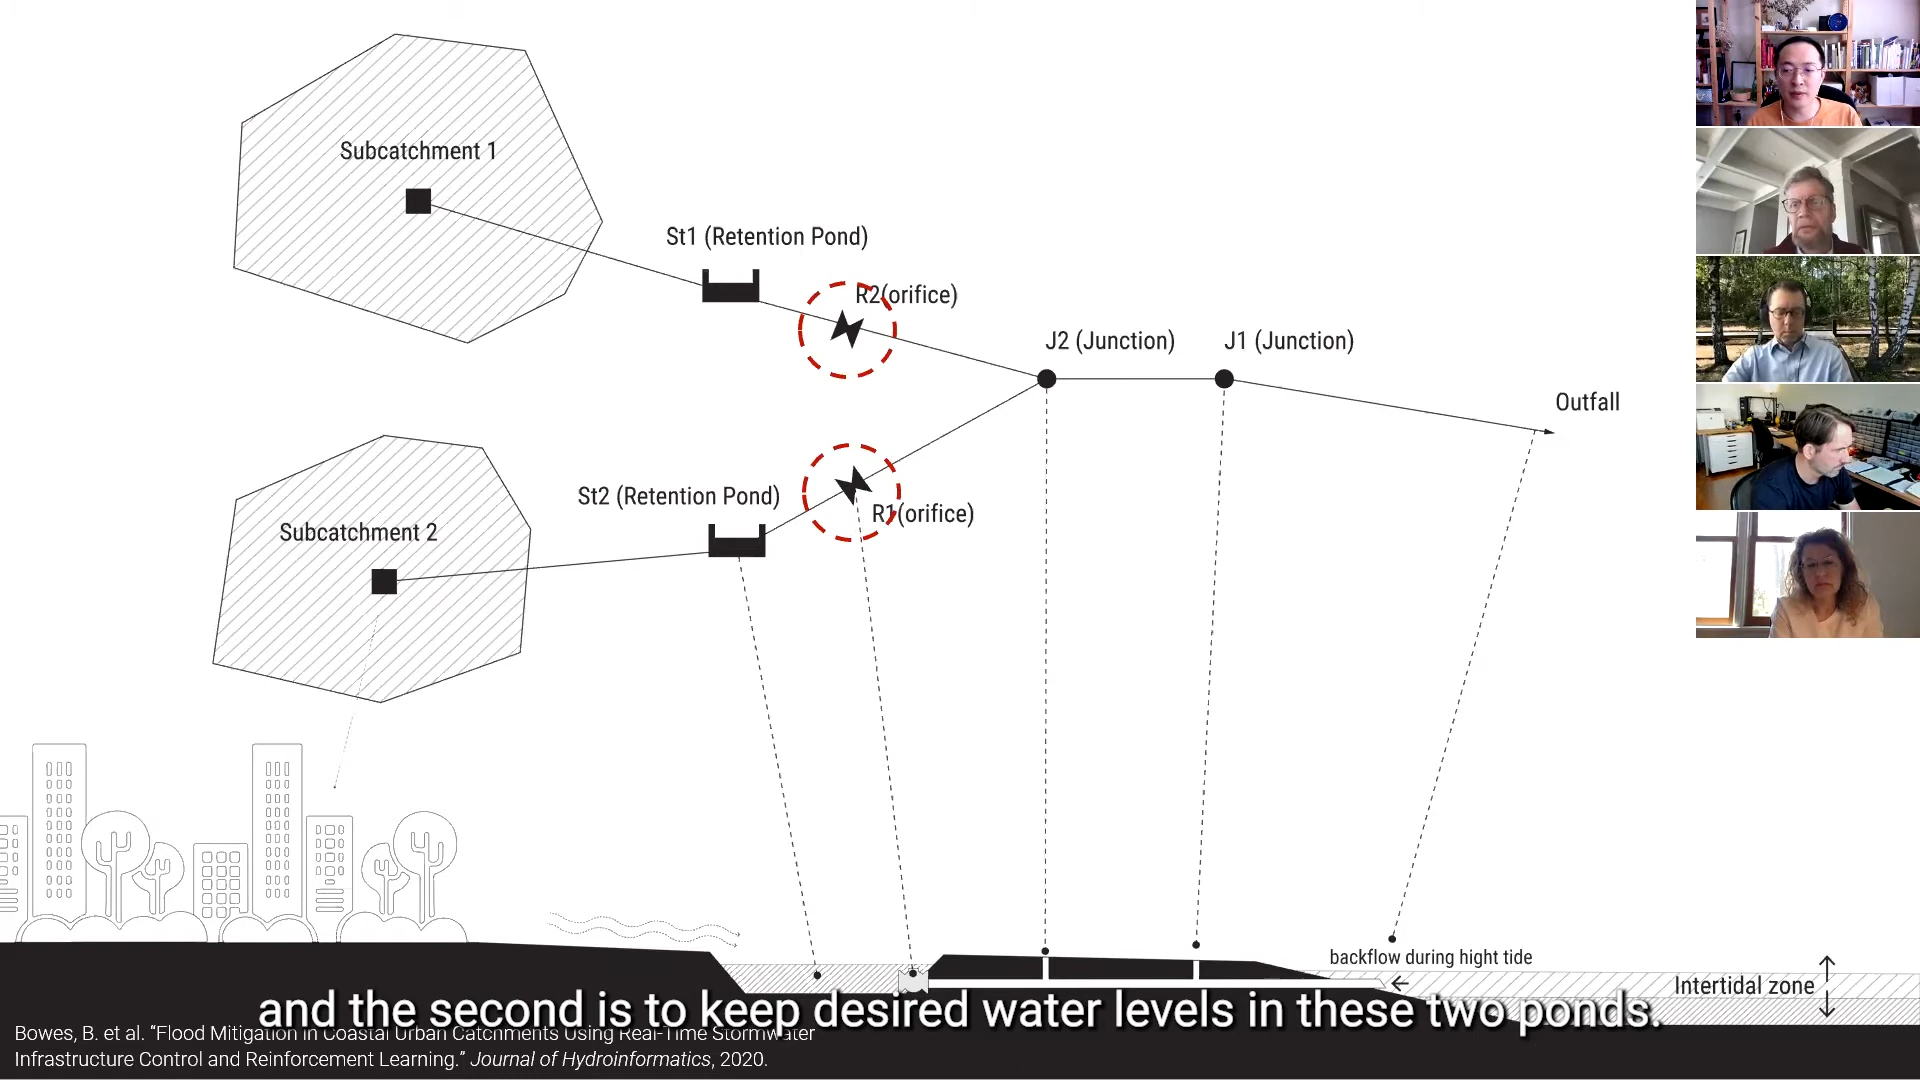 Subcatchment 1
St1 (Retention Pond)
R2(orifice)
J2 (Junction)
J1 (Junction)
Outfall
St2 (Retention Pond)
R1(orifice)
Subcatchment 2
backflow during hight tide
Intertidal zone
and the second is to keep desired water levels in these two ponds.
Bowes, B. et al. “Flood Mitigation in Coastal Urban Catchments Using Real-Time Stormwater
Infrastructure Control and Reinforcement Learning.” Journal of Hydroinformatics, 2020.